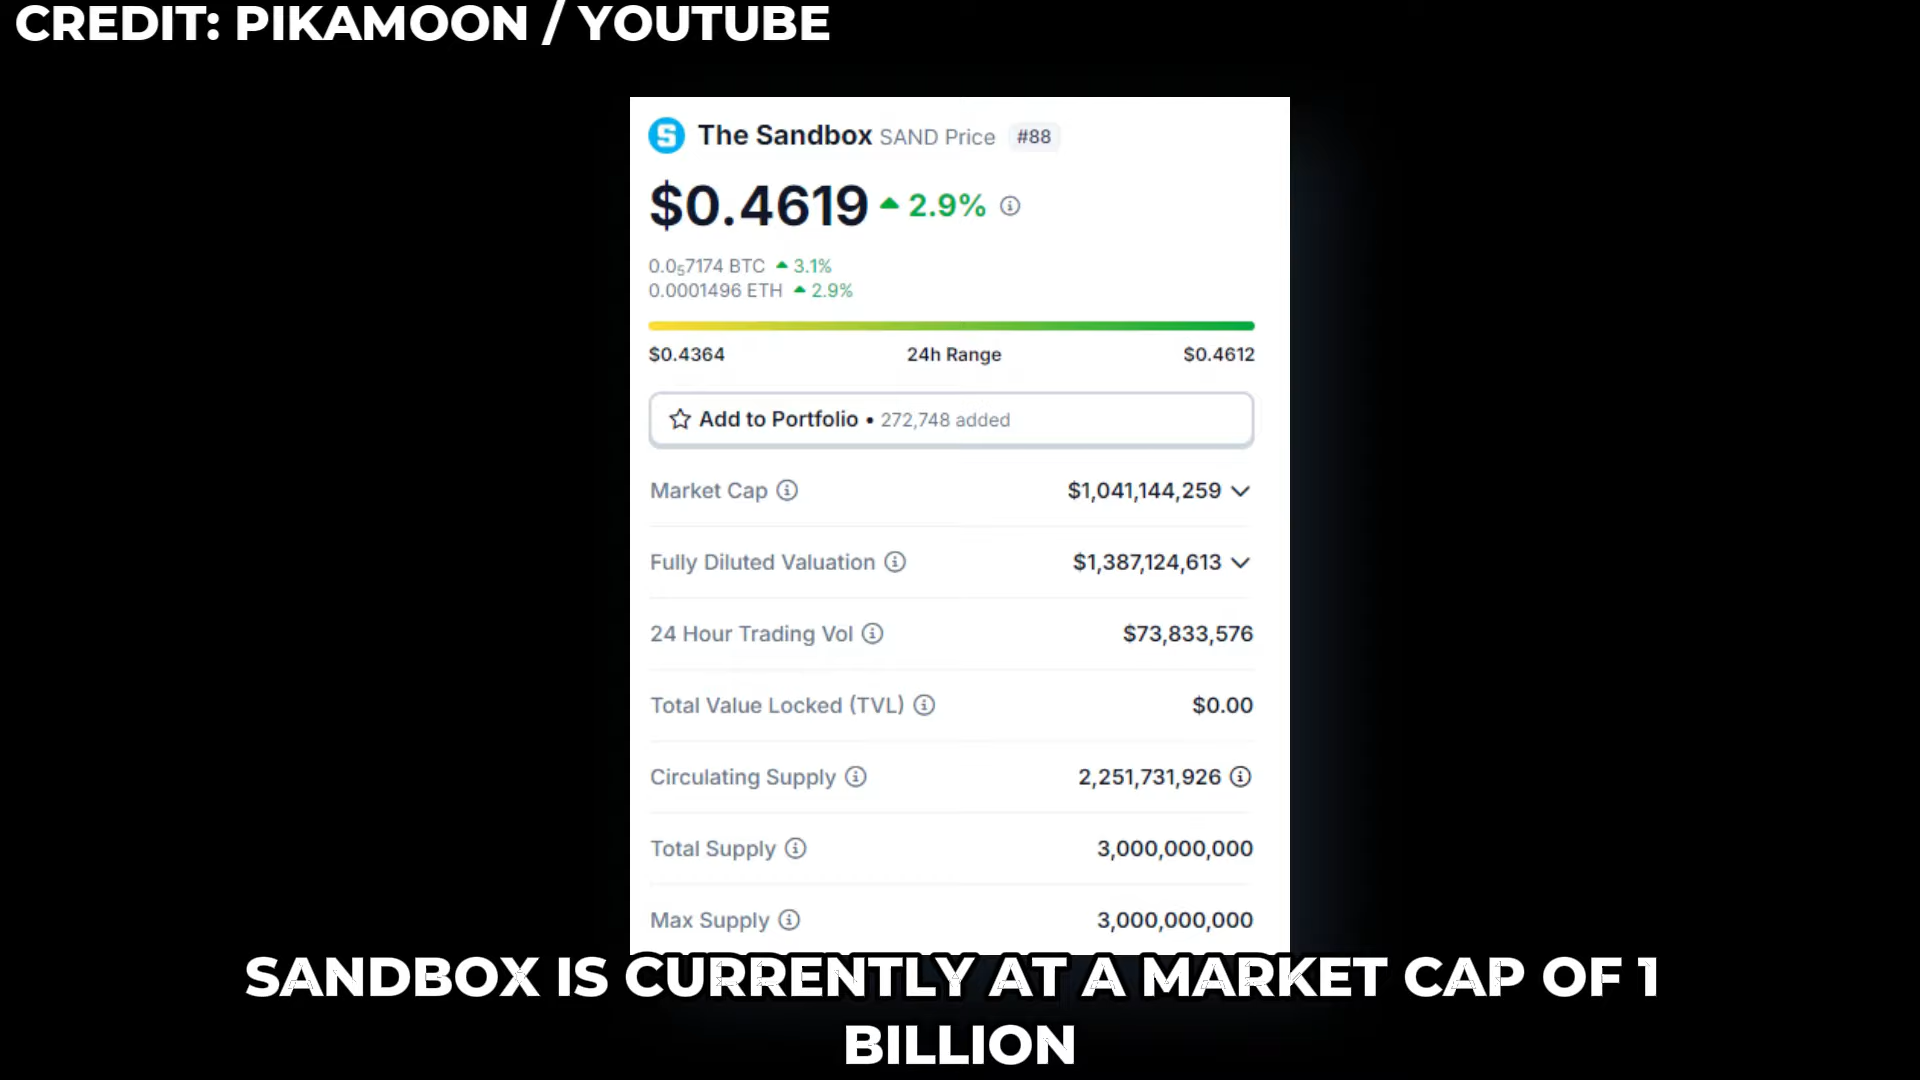 CREDIT: PIKAMOON / YOUTUBE
The Sandbox SAND Price #88
$0.4619 ▲ 2.9%
0.0₅7174 BTC ▲ 3.1%
0.0001496 ETH ▲ 2.9%
$0.4364 24h Range $0.4612
Add to Portfolio • 272,748 added
Market Cap $1,041,144,259
Fully Diluted Valuation $1,387,124,613
24 Hour Trading Vol $73,833,576
Total Value Locked (TVL) $0.00
Circulating Supply 2,251,731,926
Total Supply 3,000,000,000
Max Supply 3,000,000,000
SANDBOX IS CURRENTLY AT A MARKET CAP OF 1
BILLION